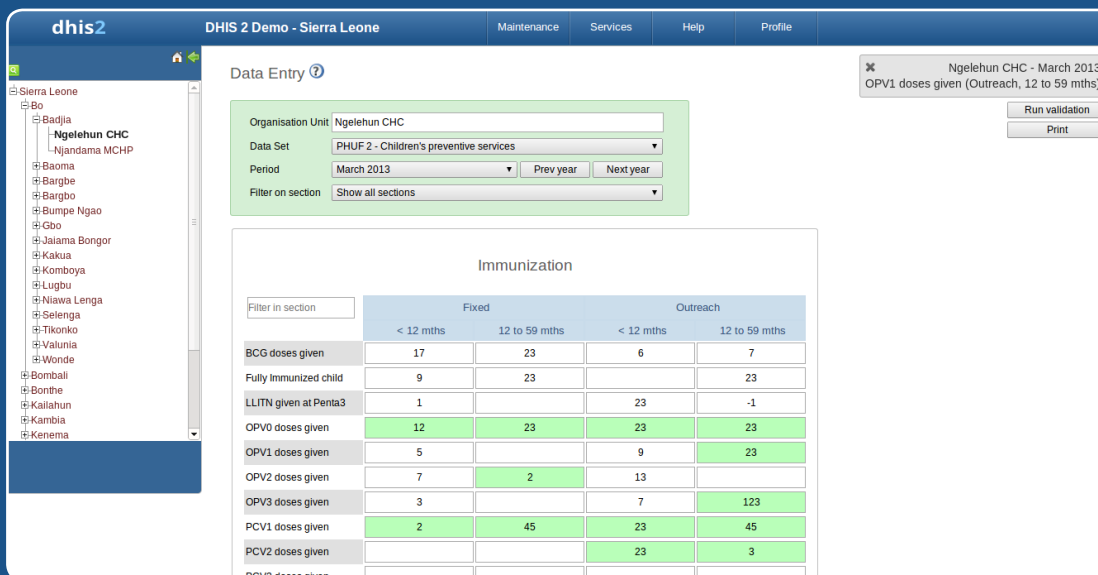 dhis2
DHIS 2 Demo - Sierra Leone
Maintenance
Services
Help
Profile
Sierra Leone
Bo
Badjia
Ngelehun CHC
Njandama MCHP
Baoma
Bargbe
Bargbo
Bumpe Ngao
Gbo
Jaiama Bongor
Kakua
Komboya
Lugbu
Niawa Lenga
Selenga
Tikonko
Valunia
Wonde
Bombali
Bonthe
Kailahun
Kambia
Kenema
Data Entry ?
Organisation Unit Ngelehun CHC
Data Set PHUF 2 - Children's preventive services
Period March 2013 Prev year Next year
Filter on section Show all sections
Ngelehun CHC - March 2013
OPV1 doses given (Outreach, 12 to 59 mths)
Run validation
Print
Immunization
Filter in section Fixed Outreach
< 12 mths 12 to 59 mths < 12 mths 12 to 59 mths
BCG doses given 17 23 6 7
Fully Immunized child 9 23 23
LLITN given at Penta3 1 23 -1
OPV0 doses given 12 23 23 23
OPV1 doses given 5 9 23
OPV2 doses given 7 2 13
OPV3 doses given 3 7 123
PCV1 doses given 2 45 23 45
PCV2 doses given 23 3